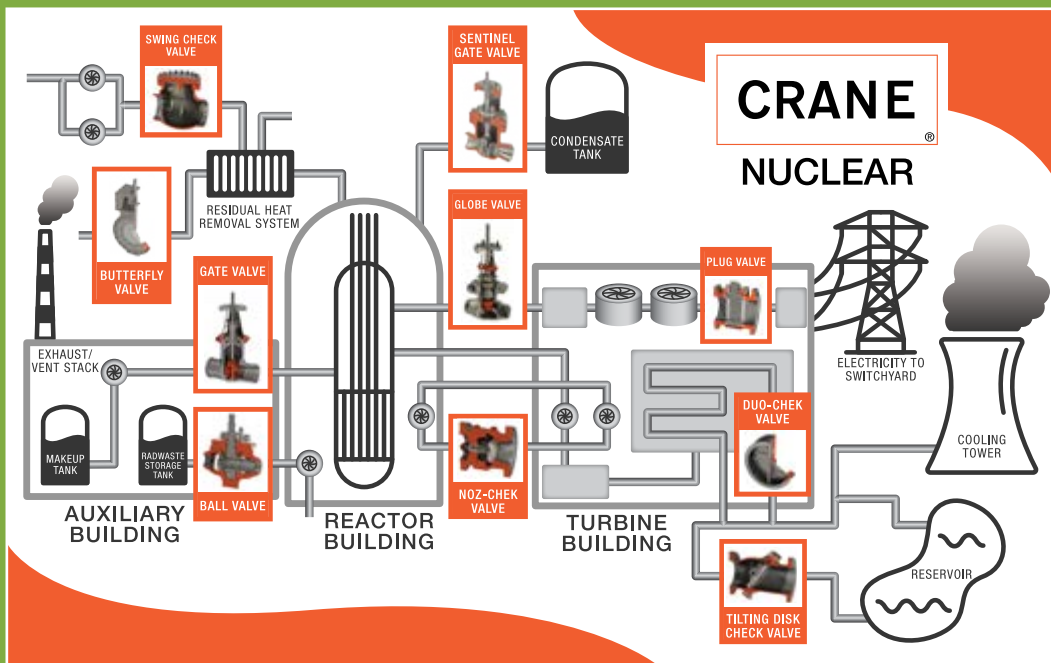 SWING CHECK
VALVE
SENTINEL
GATE VALVE
CRANE
®
NUCLEAR
CONDENSATE
TANK
RESIDUAL HEAT
REMOVAL SYSTEM
BUTTERFLY
VALVE
GATE VALVE
GLOBE VALVE
PLUG VALVE
EXHAUST/
VENT STACK
ELECTRICITY TO
SWITCHYARD
MAKEUP
TANK
RADWASTE
STORAGE
TANK
BALL VALVE
NOZ-CHEK
VALVE
DUO-CHEK
VALVE
COOLING
TOWER
AUXILIARY
BUILDING
REACTOR
BUILDING
TURBINE
BUILDING
RESERVOIR
TILTING DISK
CHECK VALVE